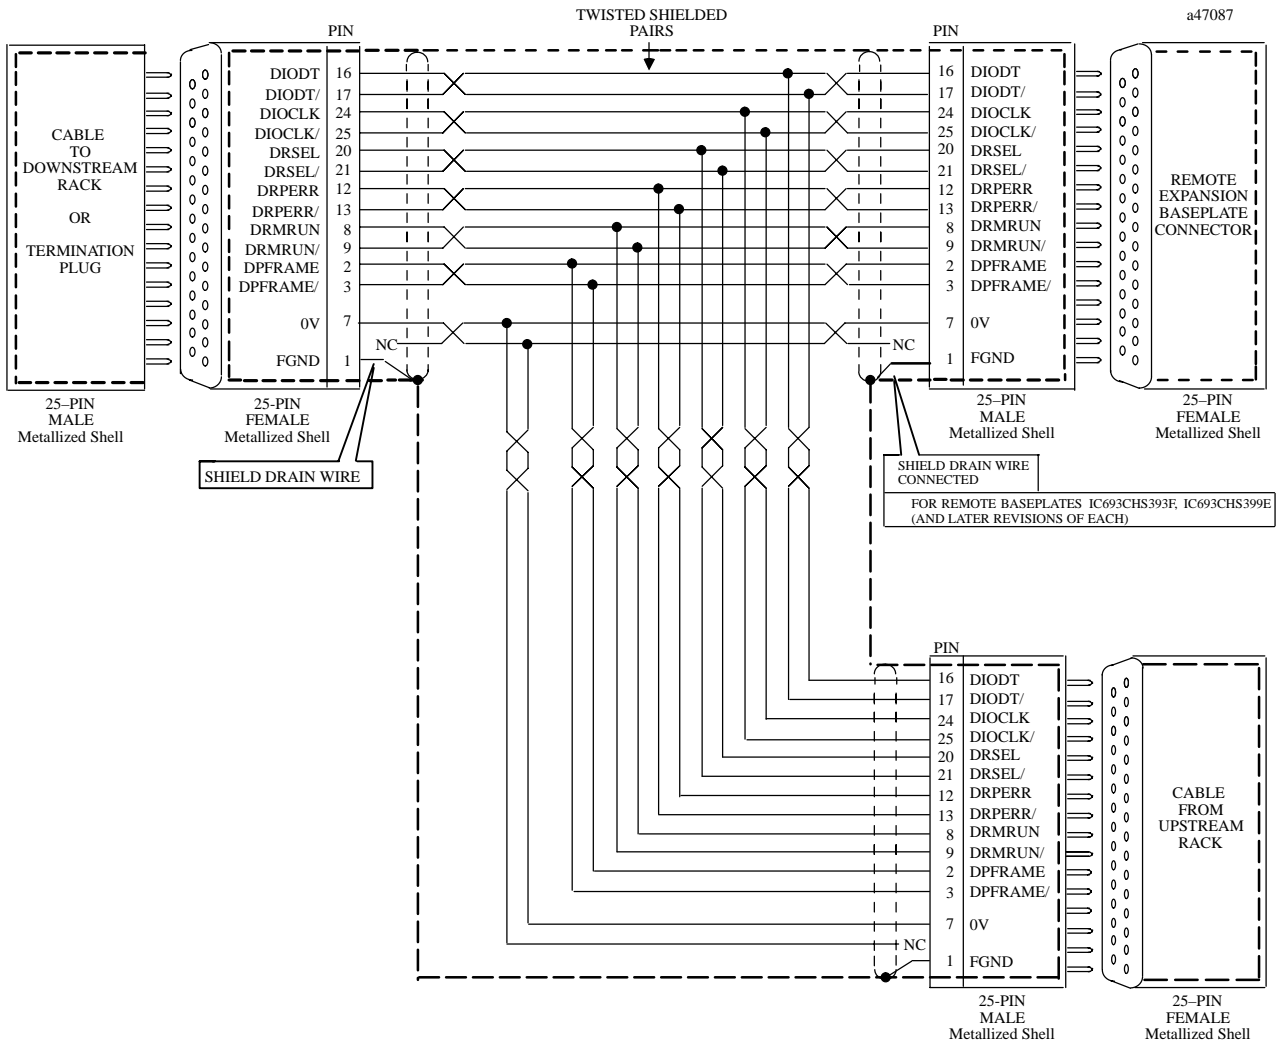 TWISTED SHIELDED
PAIRS
a47087
PIN
PIN
CABLE
TO
DOWNSTREAM
RACK
OR
TERMINATION
PLUG
DIODT 16
DIODT/ 17
DIOCLK 24
DIOCLK/ 25
DRSEL 20
DRSEL/ 21
DRPERR 12
DRPERR/ 13
DRMRUN 8
DRMRUN/ 9
DPFRAME 2
DPFRAME/ 3
0V 7
NC
FGND 1
16 DIODT
17 DIODT/
24 DIOCLK
25 DIOCLK/
20 DRSEL
21 DRSEL/
12 DRPERR
13 DRPERR/
8 DRMRUN
9 DRMRUN/
2 DPFRAME
3 DPFRAME/
7 0V
NC
1 FGND
REMOTE
EXPANSION
BASEPLATE
CONNECTOR
25–PIN
MALE
Metallized Shell
25-PIN
FEMALE
Metallized Shell
25–PIN
MALE
Metallized Shell
25–PIN
FEMALE
Metallized Shell
SHIELD DRAIN WIRE
SHIELD DRAIN WIRE
CONNECTED
FOR REMOTE BASEPLATES IC693CHS393F, IC693CHS399E
(AND LATER REVISIONS OF EACH)
PIN
16 DIODT
17 DIODT/
24 DIOCLK
25 DIOCLK/
20 DRSEL
21 DRSEL/
12 DRPERR
13 DRPERR/
8 DRMRUN
9 DRMRUN/
2 DPFRAME
3 DPFRAME/
7 0V
NC
1 FGND
CABLE
FROM
UPSTREAM
RACK
25-PIN
MALE
Metallized Shell
25–PIN
FEMALE
Metallized Shell